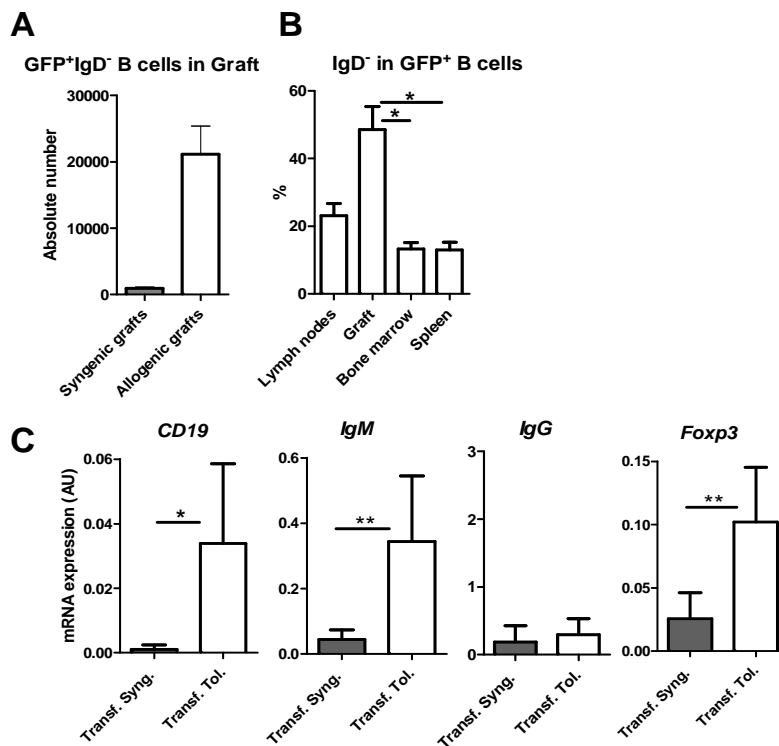 A
B
GFP+IgD- B cells in Graft
IgD- in GFP+ B cells
30000
20000
10000
0
Absolute number
Syngenic grafts
Allogenic grafts
60
40
20
0
%
*
*
Lymph nodes
Graft
Bone marrow
Spleen
C
CD19
IgM
IgG
Foxp3
mRNA expression (AU)
0.06
0.04
0.02
0.00
*
Transf. Syng.
Transf. Tol.
0.6
0.4
0.2
0.0
**
Transf. Syng.
Transf. Tol.
3
2
1
0
Transf. Syng.
Transf. Tol.
0.15
0.10
0.05
0.00
**
Transf. Syng.
Transf. Tol.